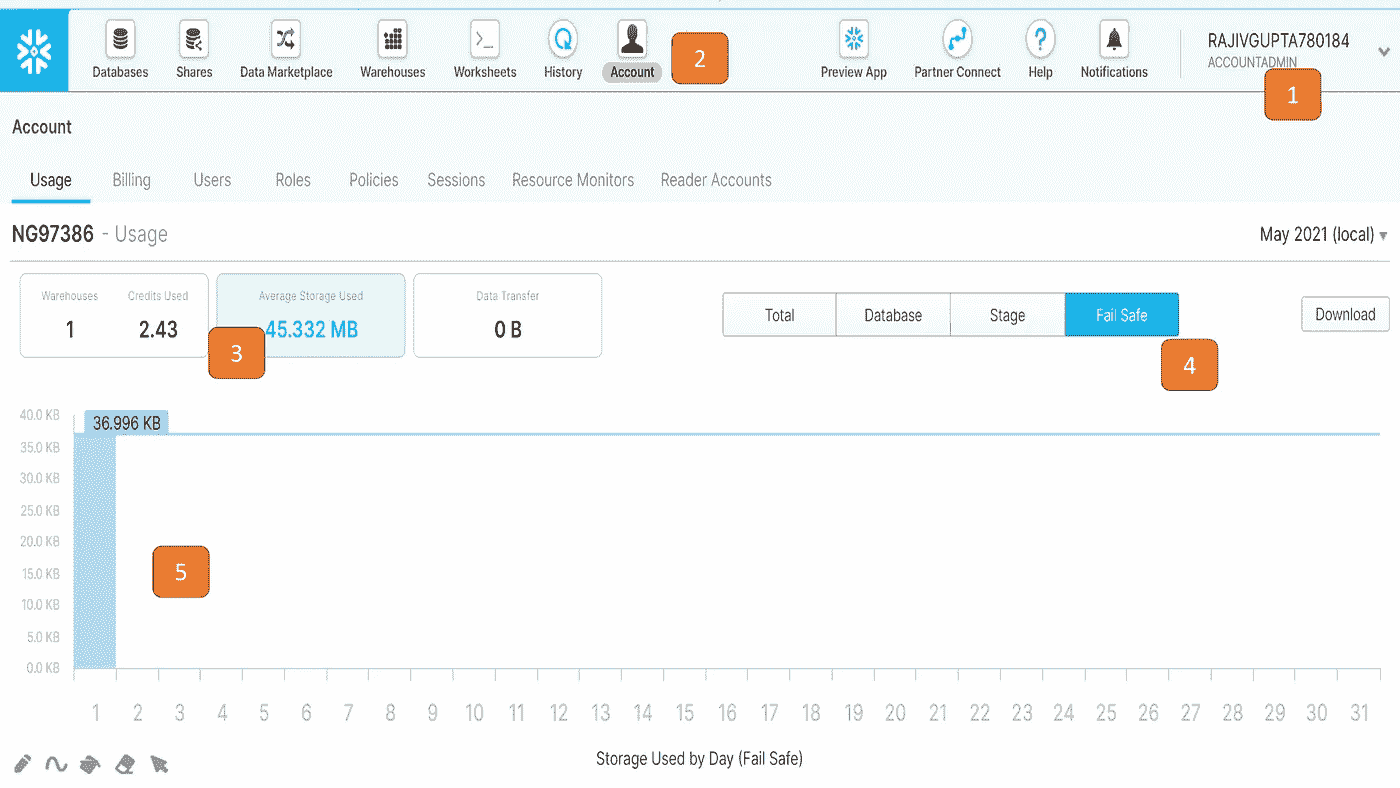 Databases Shares Data Marketplace Warehouses Worksheets History Account 2 Preview App Partner Connect Help Notifications RAJIVGUPTA780184
ACCOUNTADMIN
1
Account
Usage Billing Users Roles Policies Sessions Resource Monitors Reader Accounts
NG97386 - Usage May 2021 (local)
Warehouses Credits Used Average Storage Used Data Transfer
1 2.43 45.332 MB 0 B
Total Database Stage Fail Safe Download
3
4
40.0 KB
36.996 KB
35.0 KB
30.0 KB
25.0 KB
20.0 KB
15.0 KB
5
10.0 KB
5.0 KB
0.0 KB
1 2 3 4 5 6 7 8 9 10 11 12 13 14 15 16 17 18 19 20 21 22 23 24 25 26 27 28 29 30 31
Storage Used by Day (Fail Safe)